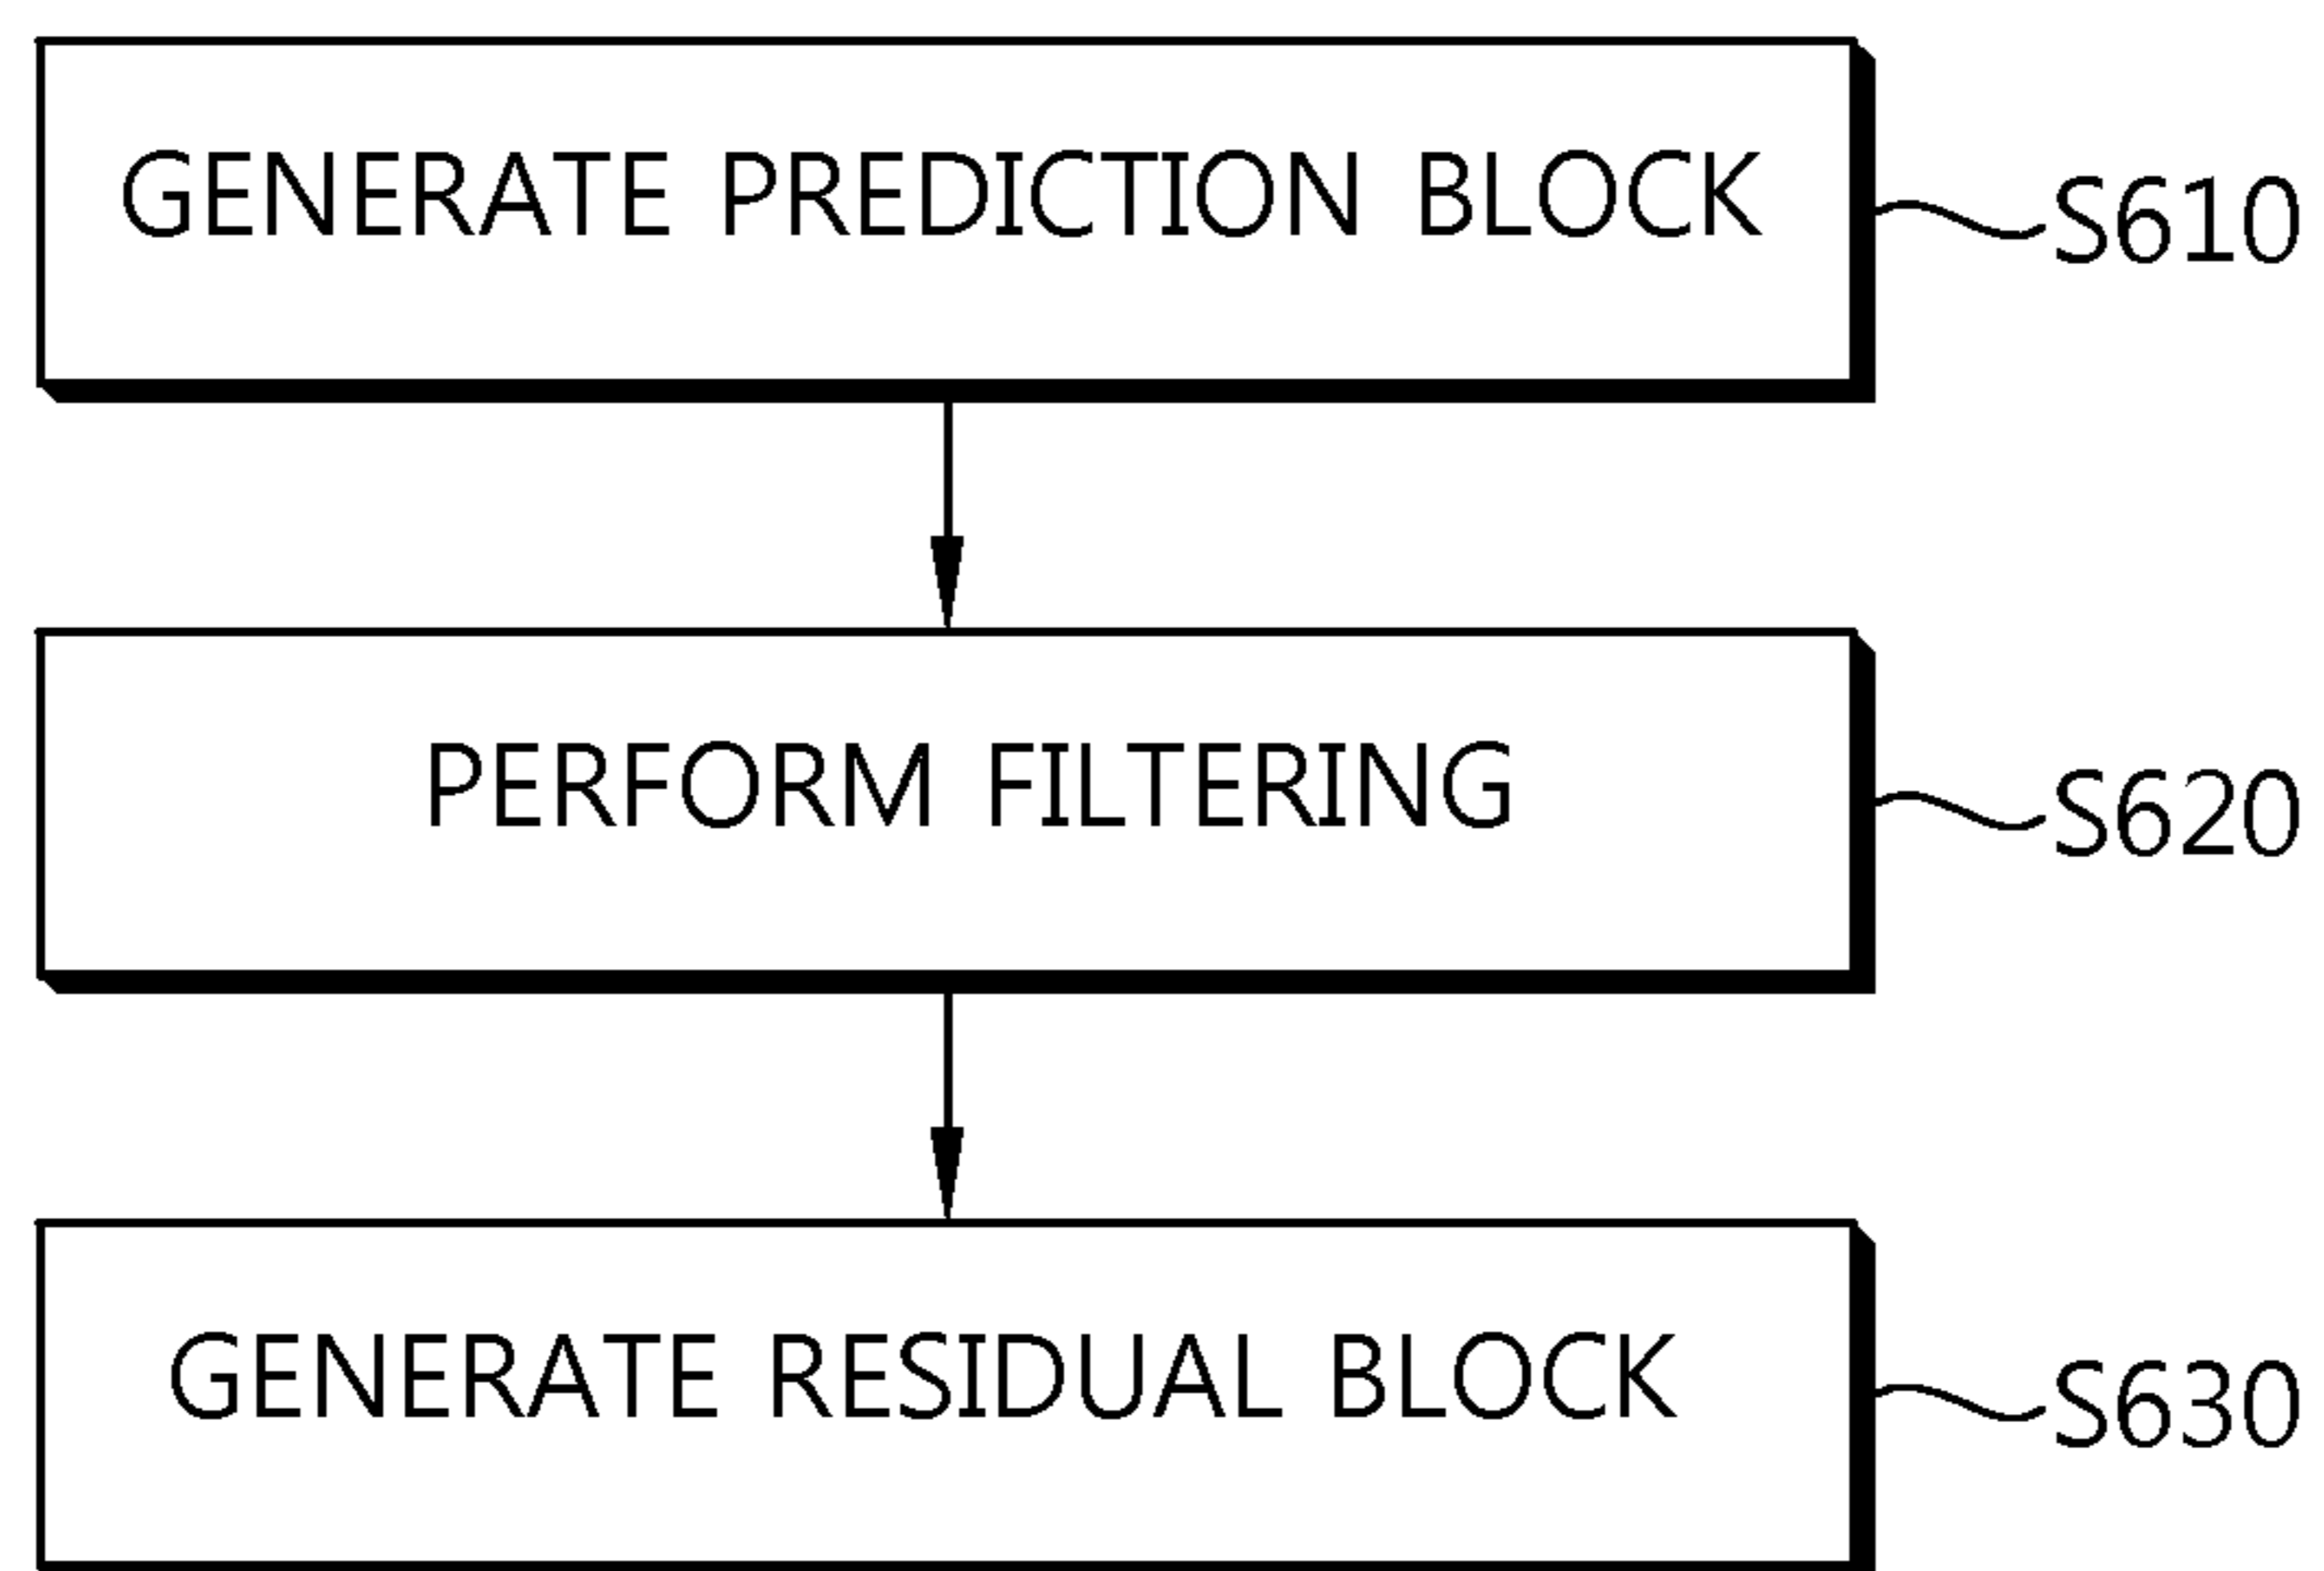 GENERATE PREDICTION BLOCK
S610
PERFORM FILTERING
S620
GENERATE RESIDUAL BLOCK
S630